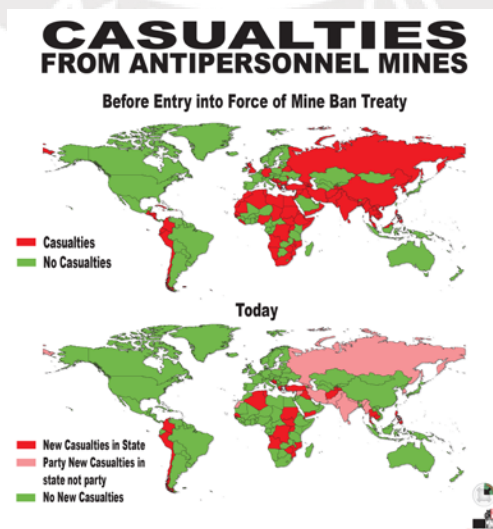 CASUALTIES
FROM ANTIPERSONNEL MINES
Before Entry into Force of Mine Ban Treaty
Casualties
No Casualties
Today
New Casualties in State
Party New Casualties in
state not party
No New Casualties